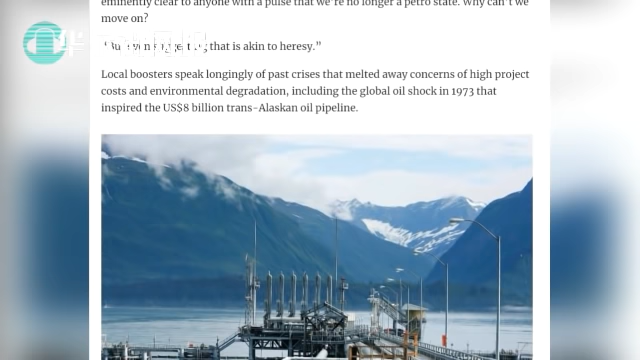 eminently clear to anyone with a pulse that we're no longer a petro state. Why can't we
move on?
that is akin to heresy.”
Local boosters speak longingly of past crises that melted away concerns of high project
costs and environmental degradation, including the global oil shock in 1973 that
inspired the US$8 billion trans-Alaskan oil pipeline.